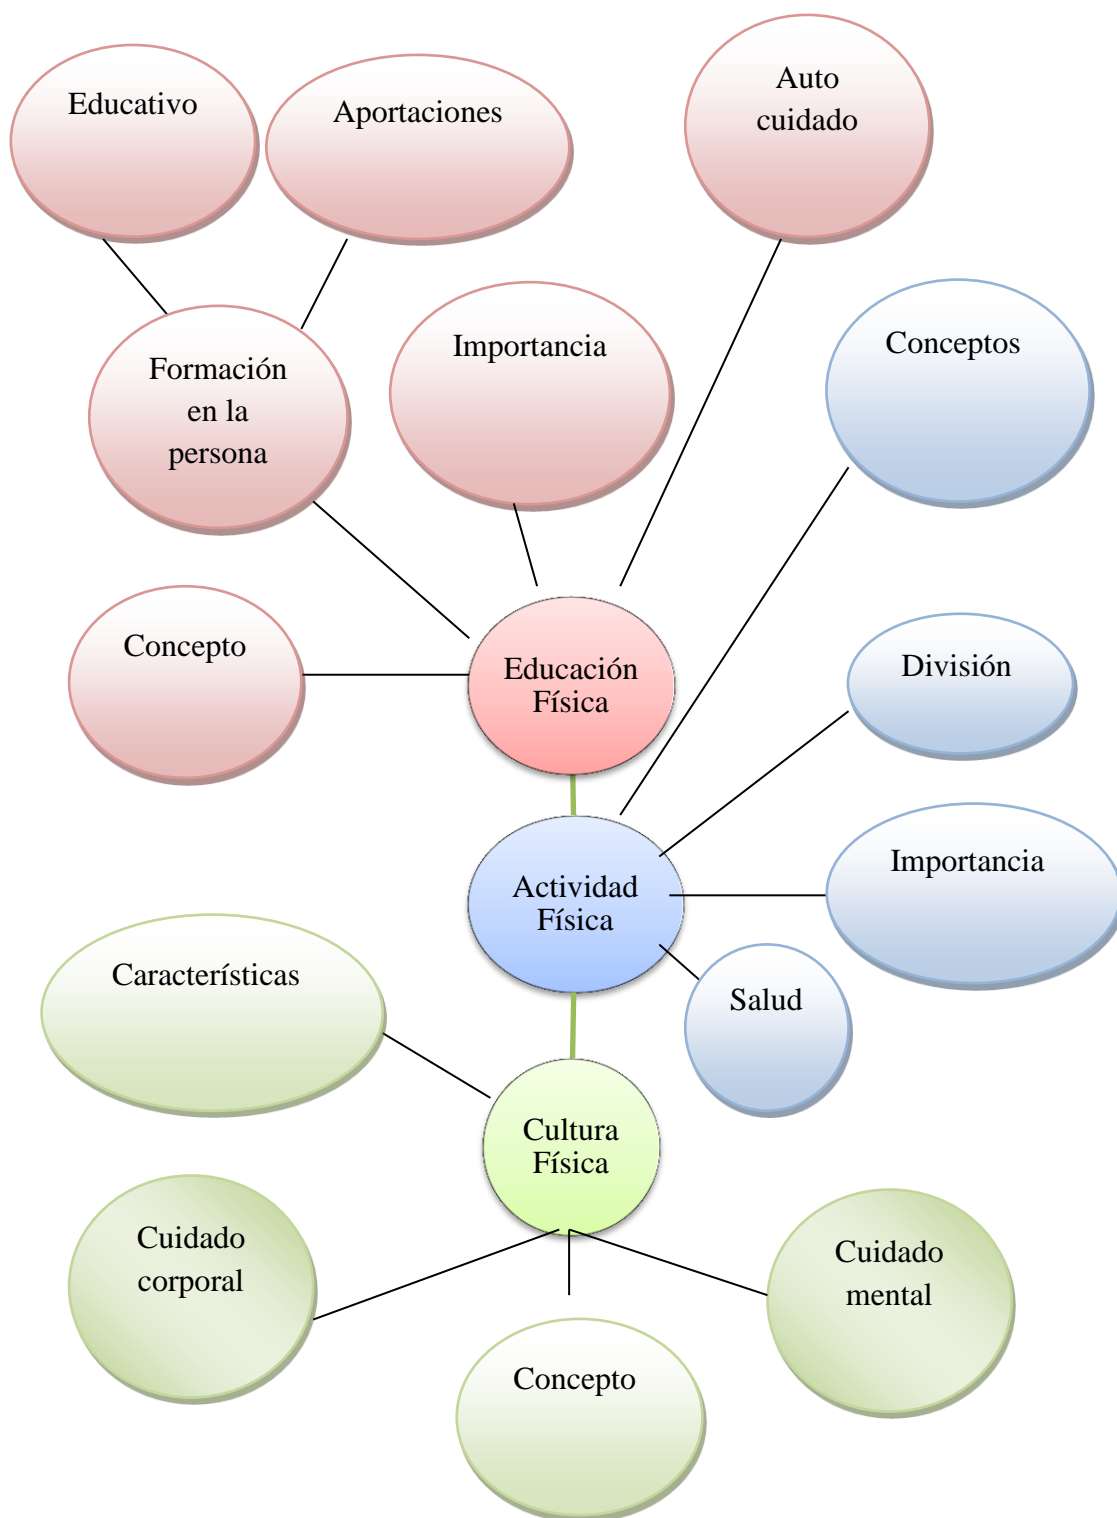 Educativo
Aportaciones
Auto
cuidado
Formación
en la
persona
Importancia
Conceptos
Concepto
Educación
Física
División
Actividad
Física
Importancia
Características
Salud
Cultura
Física
Cuidado
corporal
Cuidado
mental
Concepto